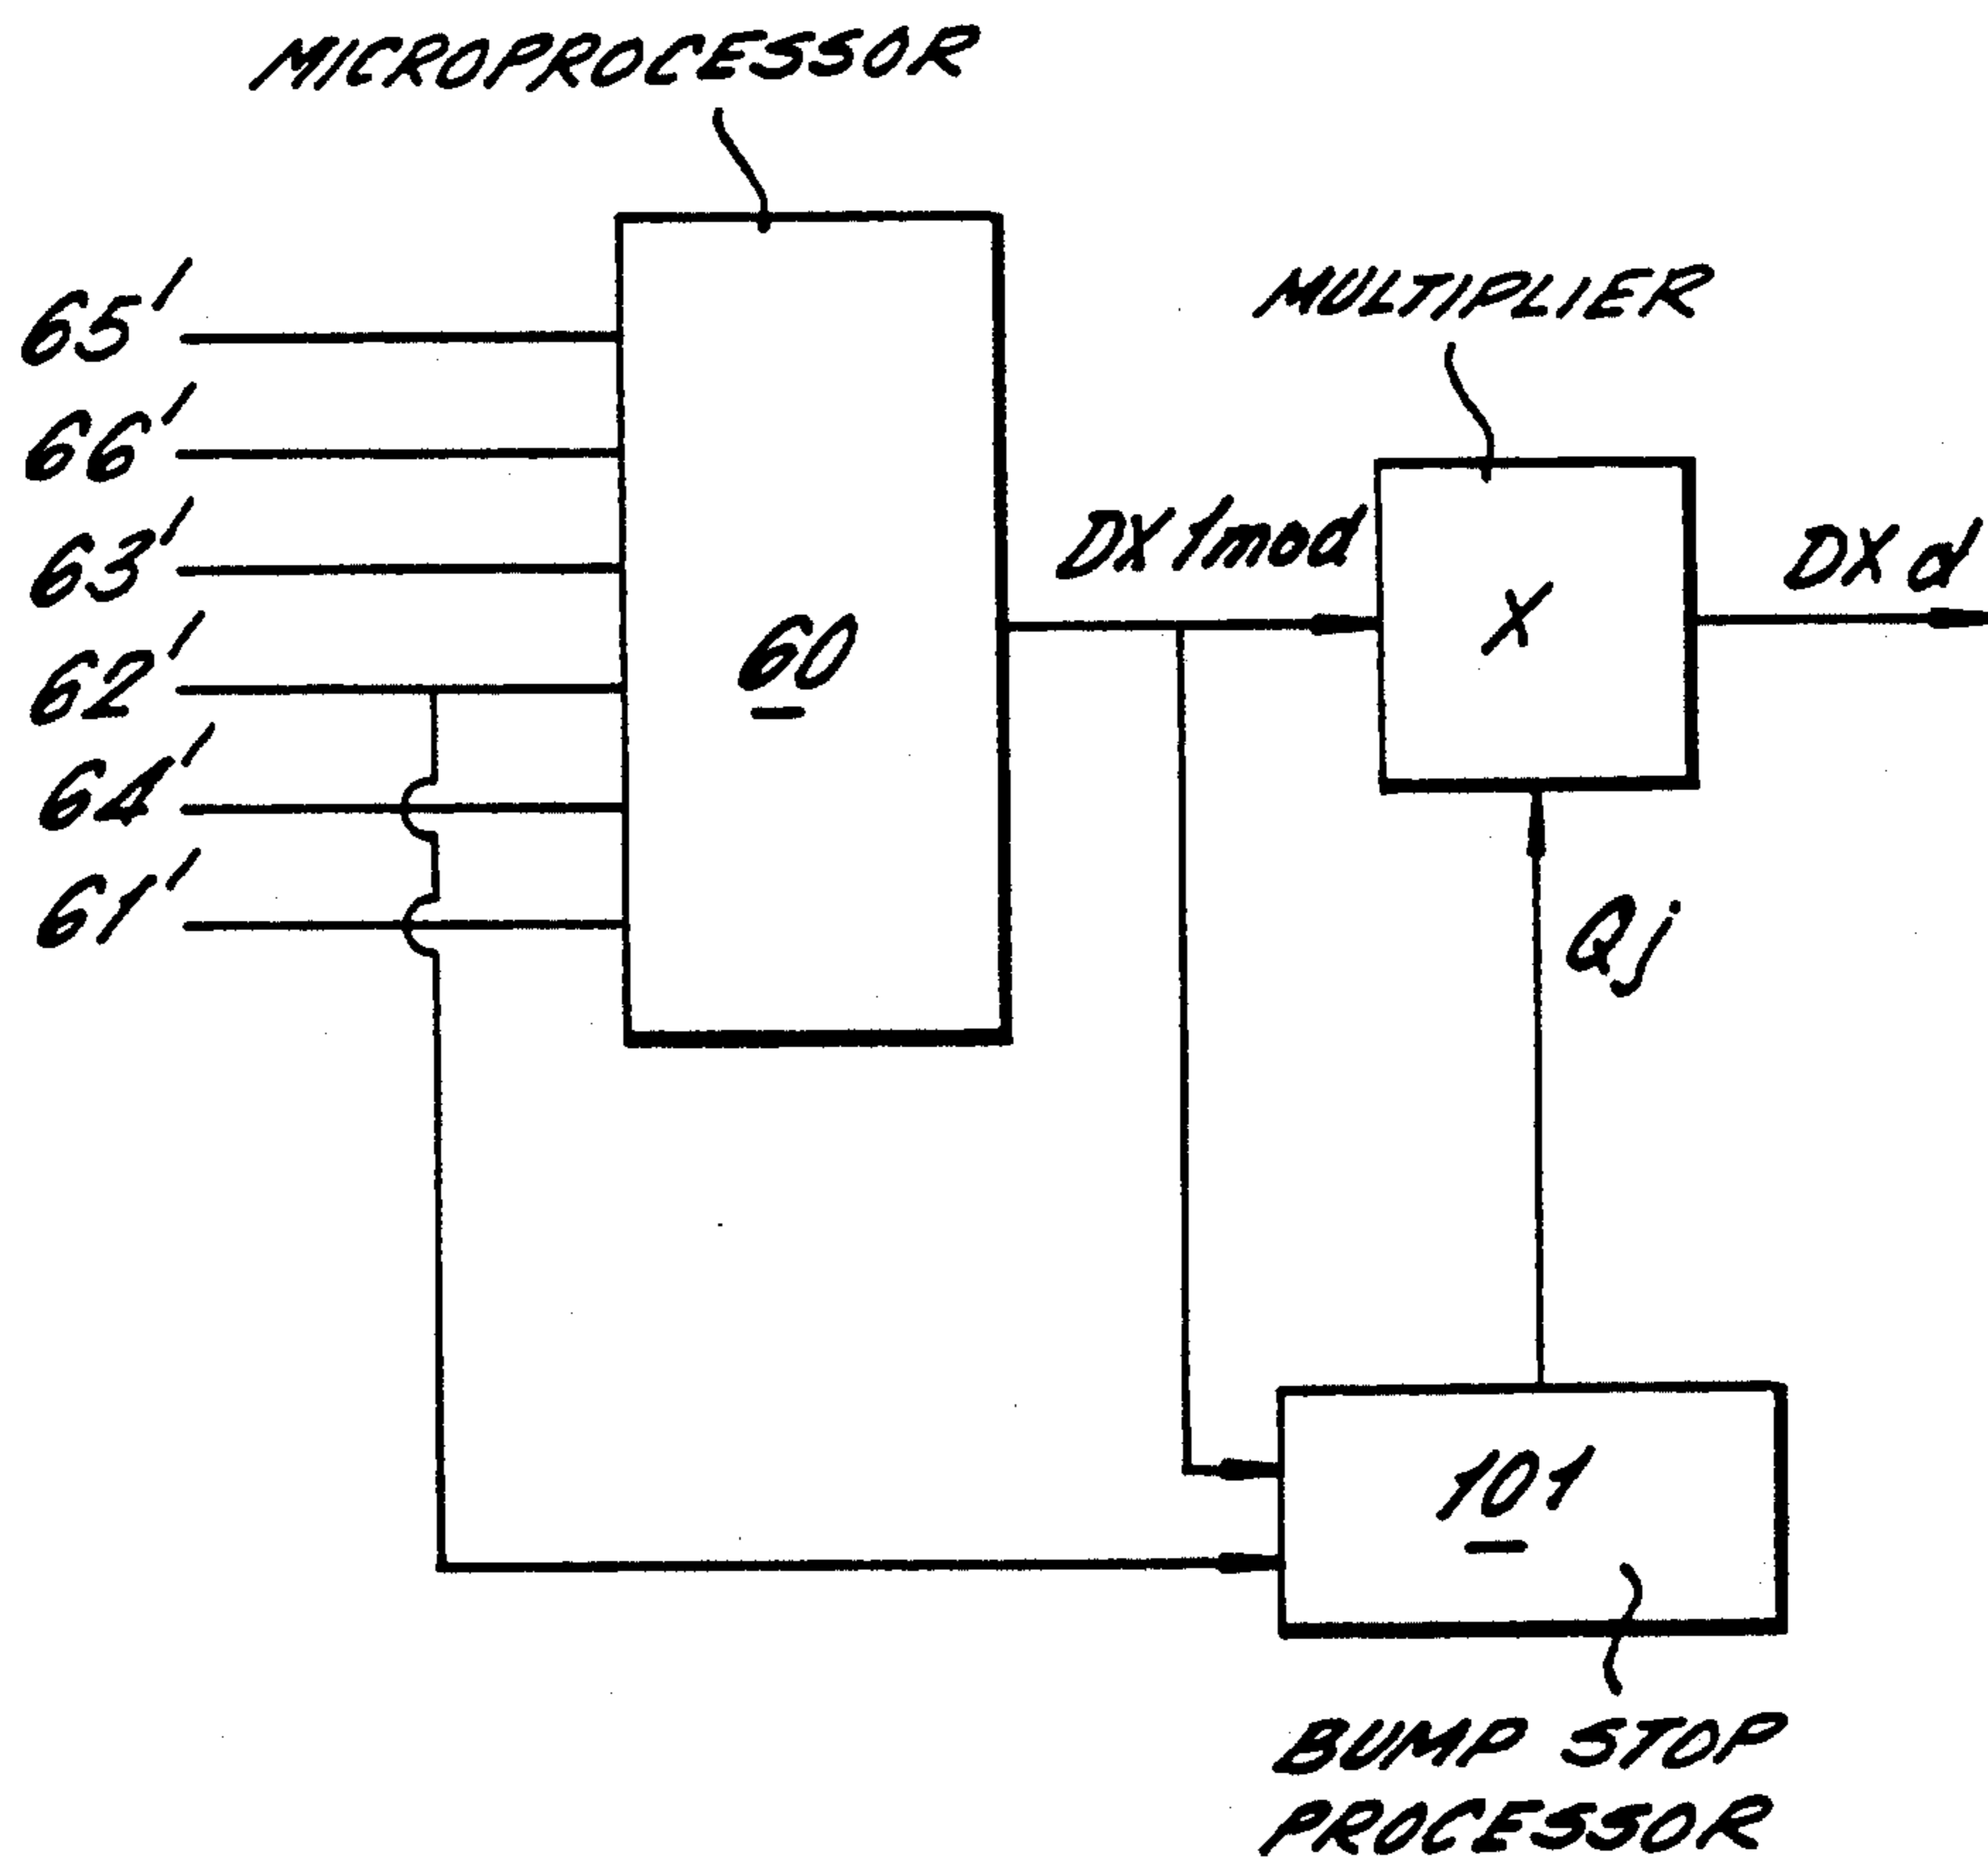 MICROPROCESSOR
MULTIPLIER
65'
66'
63'
62'
64'
61'
60
DX1mod
X
DXd
Qj
101
BUMP STOP
PROCESSOR